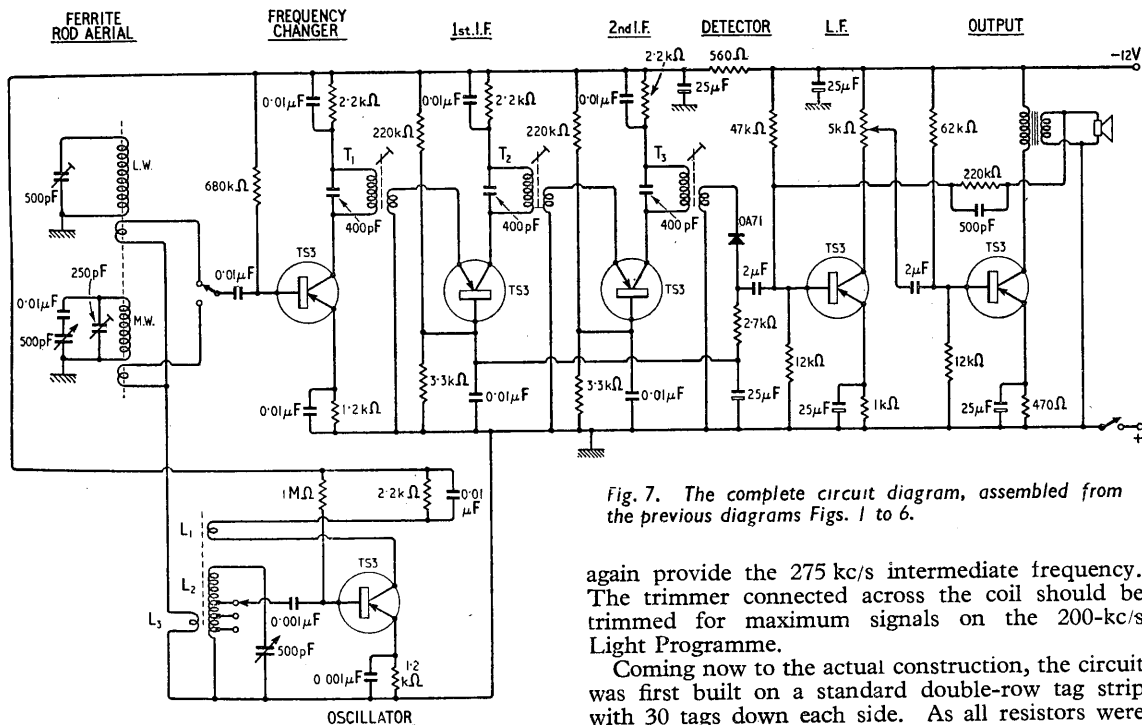 FERRITE
ROD AERIAL
FREQUENCY
CHANGER
1st. I.F.
2nd I.F.
DETECTOR
L.F.
OUTPUT
2·2kΩ
560Ω
−12V
0·01μF
2·2kΩ
0·01μF
2·2kΩ
0·01μF
25μF
25μF
220kΩ
220kΩ
47kΩ
5kΩ
62kΩ
L.W.
T1
T2
T3
500pF
680kΩ
400pF
400pF
400pF
OA71
220kΩ
500pF
250pF
0·01μF
TS3
TS3
TS3
2μF
TS3
2μF
TS3
0·01μF
M.W.
500pF
2·7kΩ
0·01μF
1·2kΩ
3·3kΩ
0·01μF
3·3kΩ
0·01μF
25μF
12kΩ
25μF
1kΩ
12kΩ
25μF
470Ω
+
1MΩ
2·2kΩ
0·01
μF
L1
TS3
L2
L3
0·001μF
500pF
0·001μF
1·2
kΩ
OSCILLATOR
Fig. 7. The complete circuit diagram, assembled from
the previous diagrams Figs. 1 to 6.
again provide the 275 kc/s intermediate frequency.
The trimmer connected across the coil should be
trimmed for maximum signals on the 200-kc/s
Light Programme.
Coming now to the actual construction, the circuit
was first built on a standard double-row tag strip
with 30 tags down each side. As all resistors were